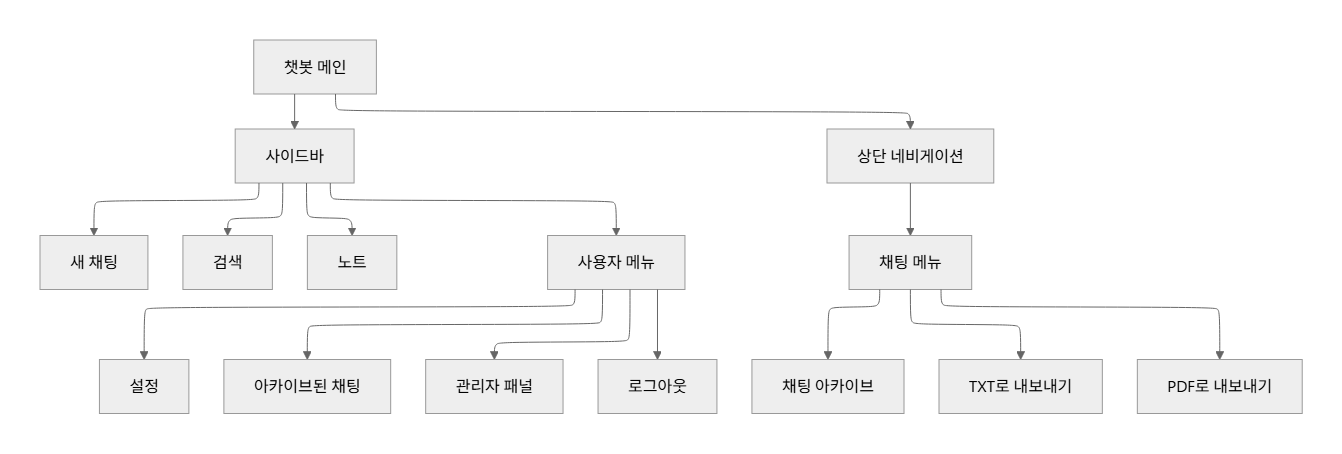 챗봇 메인
사이드바
상단 네비게이션
새 채팅
검색
노트
사용자 메뉴
채팅 메뉴
설정
아카이브된 채팅
관리자 패널
로그아웃
채팅 아카이브
TXT로 내보내기
PDF로 내보내기